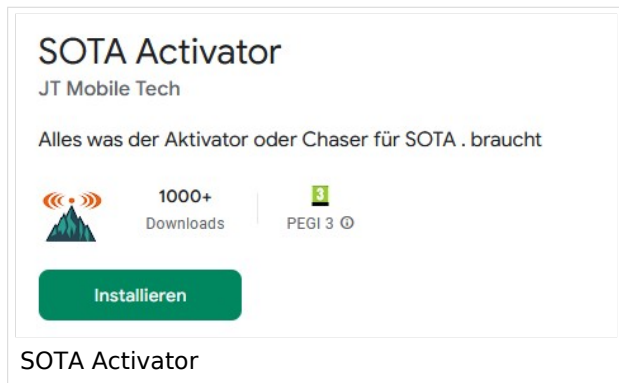 SOTA Activator
JT Mobile Tech
Alles was der Aktivator oder Chaser für SOTA . braucht
1000+
Downloads
3
PEGI 3 ⓘ
Installieren
SOTA Activator